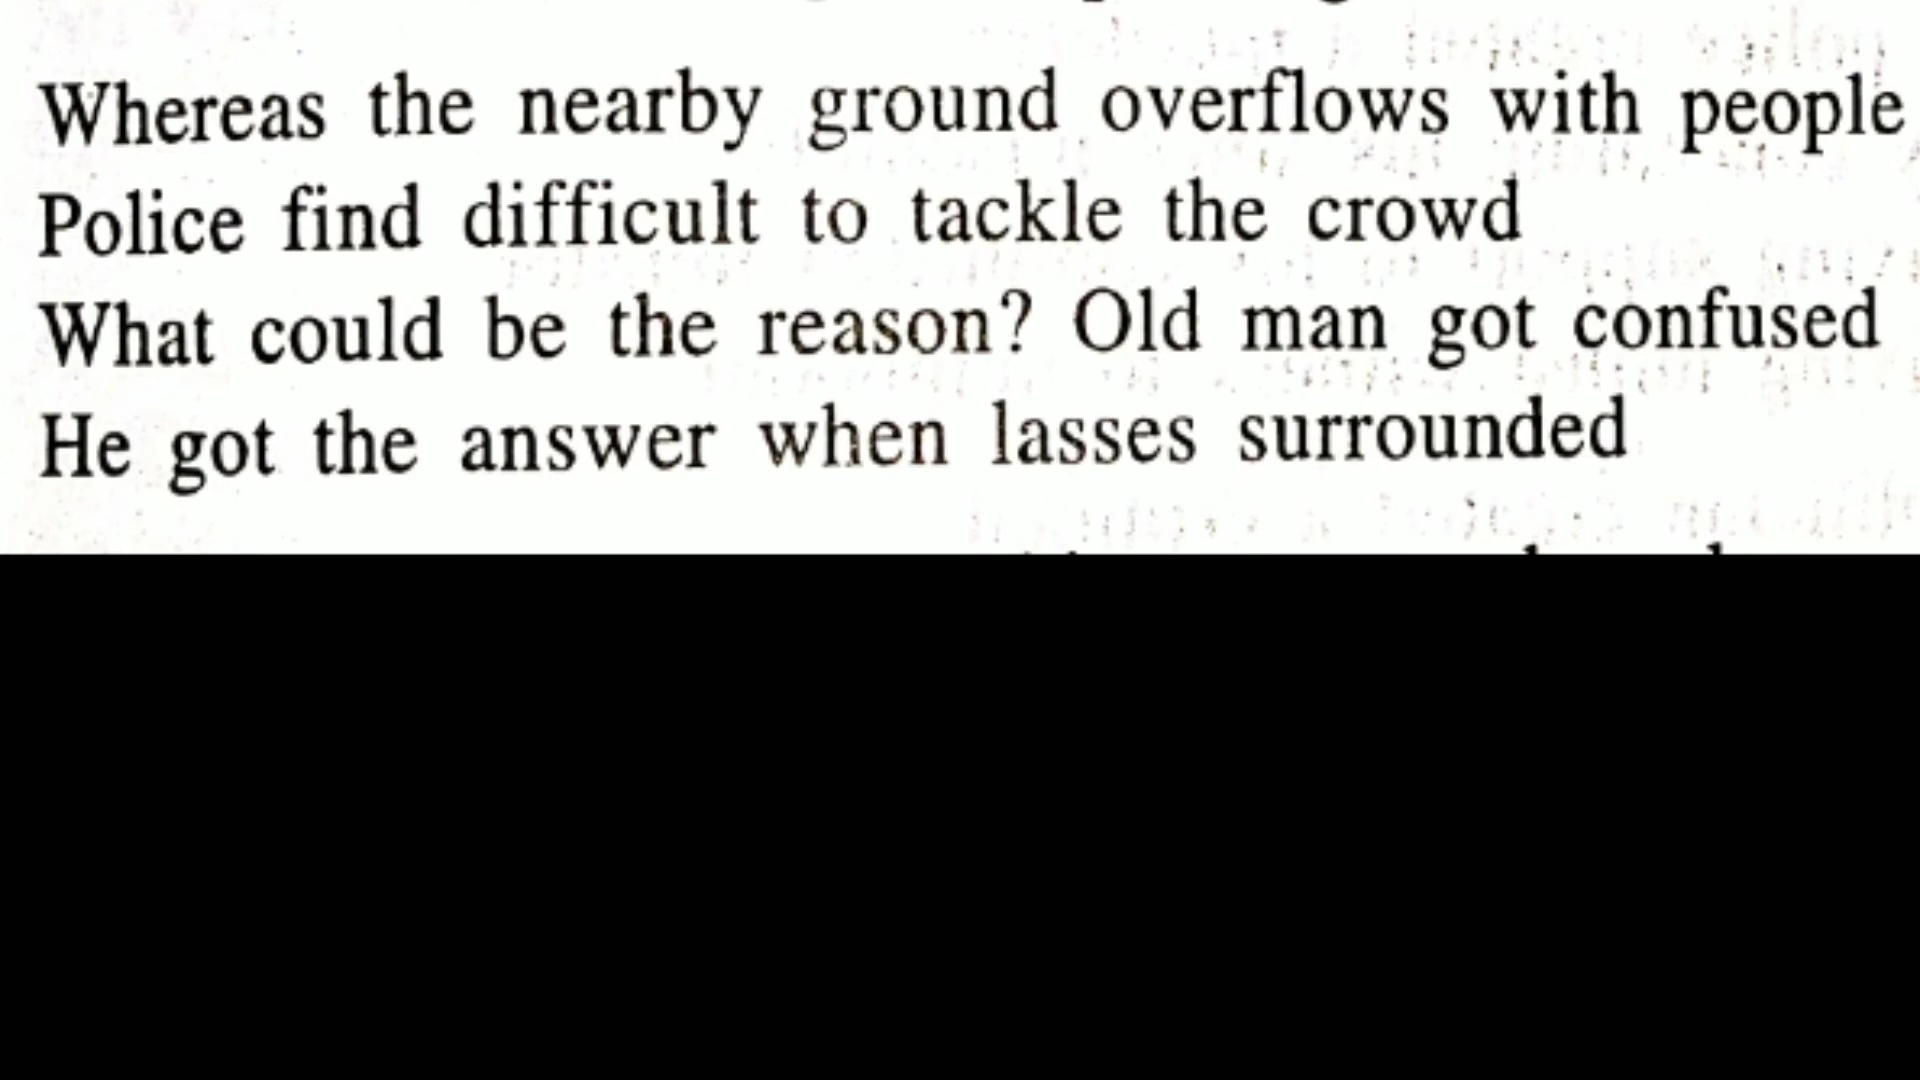 Whereas the nearby ground overflows with people
Police find difficult to tackle the crowd
What could be the reason? Old man got confused
He got the answer when lasses surrounded